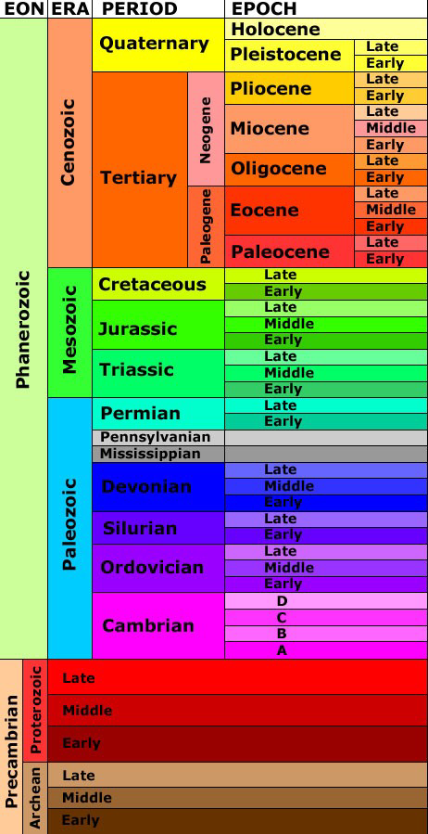 EON ERA PERIOD EPOCH
Phanerozoic
Cenozoic
Quaternary
Holocene
Pleistocene
Late
Early
Tertiary
Neogene
Pliocene
Late
Early
Miocene
Late
Middle
Early
Oligocene
Late
Early
Paleogene
Eocene
Late
Middle
Early
Paleocene
Late
Early
Mesozoic
Cretaceous
Late
Early
Jurassic
Late
Middle
Early
Triassic
Late
Middle
Early
Paleozoic
Permian
Late
Early
Pennsylvanian
Mississippian
Devonian
Late
Middle
Early
Silurian
Late
Early
Ordovician
Late
Middle
Early
Cambrian
D
C
B
A
Precambrian
Proterozoic
Late
Middle
Early
Archean
Late
Middle
Early